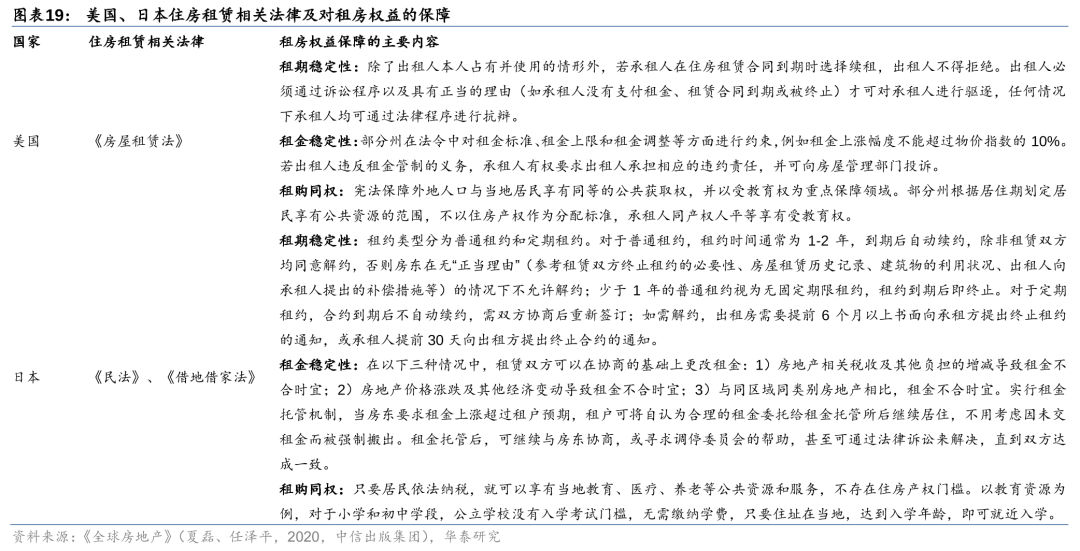 图表19： 美国、日本住房租赁相关法律及对租房权益的保障
国家 住房租赁相关法律 租房权益保障的主要内容
租期稳定性：除了出租人本人占有并使用的情形外，若承租人在住房租赁合同到期时选择续租，出租人不得拒绝。出租人必
须通过诉讼程序以及具有正当的理由（如承租人没有支付租金、租赁合同到期或被终止）才可对承租人进行驱逐，任何情况
下承租人均可通过法律程序进行抗辩。
美国 《房屋租赁法》 租金稳定性：部分州在法令中对租金标准、租金上限和租金调整等方面进行约束，例如租金上涨幅度不能超过物价指数的 10%。
若出租人违反租金管制的义务，承租人有权要求出租人承担相应的违约责任，并可向房屋管理部门投诉。
租购同权：宪法保障外地人口与当地居民享有同等的公共获取权，并以受教育权为重点保障领域。部分州根据居住期划定居
民享有公共资源的范围，不以住房产权作为分配标准，承租人同产权人平等享有受教育权。
租期稳定性：租约类型分为普通租约和定期租约。对于普通租约，租约时间通常为 1-2 年，到期后自动续约，除非租赁双方
均同意解约，否则房东在无“正当理由”（参考租赁双方终止租约的必要性、房屋租赁历史记录、建筑物的利用状况、出租人向
承租人提出的补偿措施等）的情况下不允许解约；少于 1 年的普通租约视为无固定期限租约，租约到期后即终止。对于定期
租约，合约到期后不自动续约，需双方协商后重新签订；如需解约，出租房需要提前 6 个月以上书面向承租方提出终止租约
的通知，或承租人提前 30 天向出租方提出终止合约的通知。
日本 《民法》、《借地借家法》 租金稳定性：在以下三种情况中，租赁双方可以在协商的基础上更改租金：1）房地产相关税收及其他负担的增减导致租金不
合时宜；2）房地产价格涨跌及其他经济变动导致租金不合时宜；3）与同区域同类别房地产相比，租金不合时宜。实行租金
托管机制，当房东要求租金上涨超过租户预期，租户可将自认为合理的租金委托给租金托管所后继续居住，不用考虑因未交
租金而被强制搬出。租金托管后，可继续与房东协商，或寻求调停委员会的帮助，甚至可通过法律诉讼来解决，直到双方达
成一致。
租购同权：只要居民依法纳税，就可以享有当地教育、医疗、养老等公共资源和服务，不存在住房产权门槛。以教育资源为
例，对于小学和初中学段，公立学校没有入学考试门槛，无需缴纳学费，只要住址在当地，达到入学年龄，即可就近入学。
资料来源：《全球房地产》（夏磊、任泽平，2020，中信出版集团），华泰研究